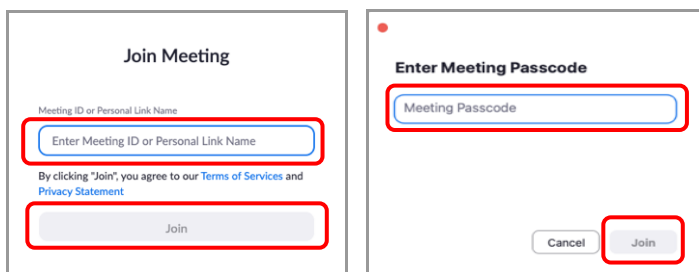 Join Meeting
Meeting ID or Personal Link Name
Enter Meeting ID or Personal Link Name
By clicking "Join", you agree to our Terms of Services and
Privacy Statement
Join
Enter Meeting Passcode
Meeting Passcode
Cancel
Join